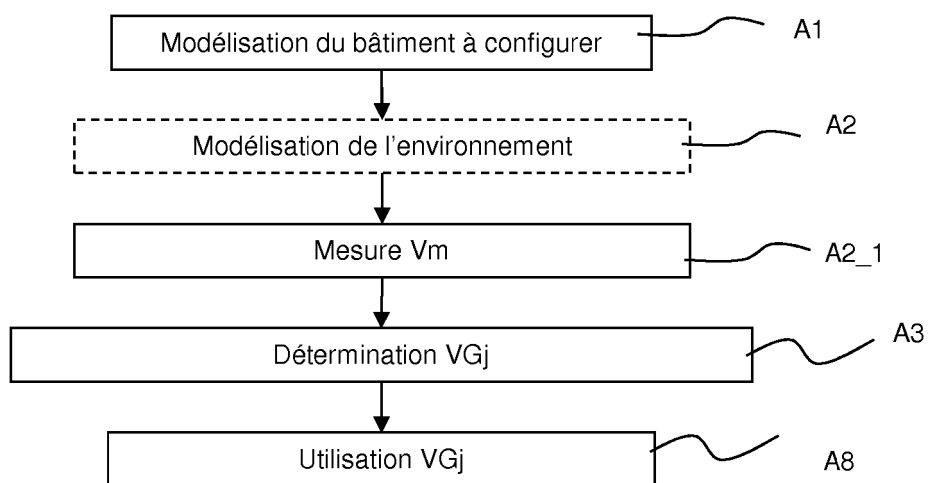 Modélisation du bâtiment à configurer
A1
Modélisation de l'environnement
A2
Mesure Vm
A2_1
Détermination VGj
A3
Utilisation VGj
A8